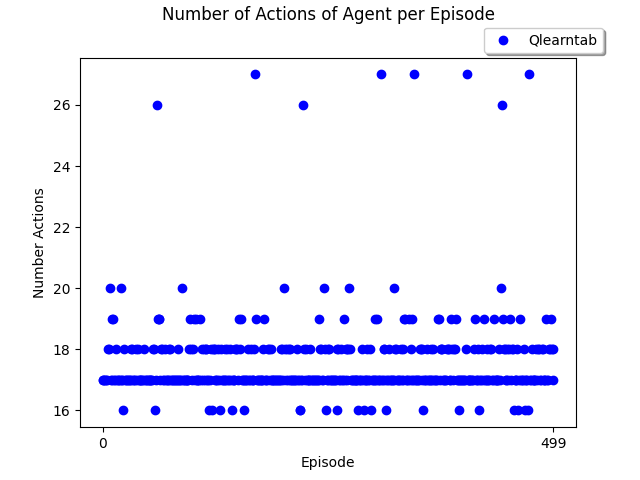 Number of Actions of Agent per Episode
Qlearntab
Number Actions
26
24
22
20
18
16
0
499
Episode